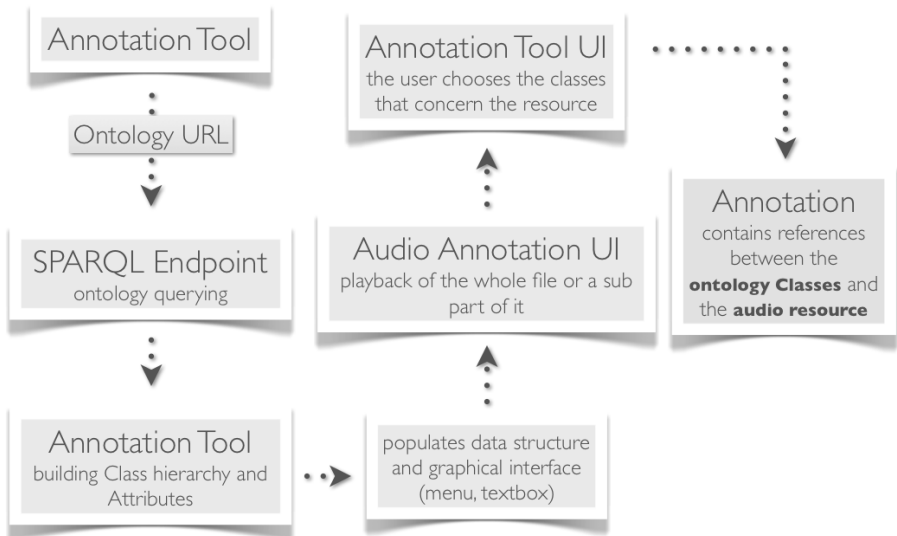 Annotation Tool
Ontology URL
SPARQL Endpoint
ontology querying
Annotation Tool
building Class hierarchy and
Attributes
populates data structure
and graphical interface
(menu, textbox)
Audio Annotation UI
playback of the whole file or a sub
part of it
Annotation Tool UI
the user chooses the classes
that concern the resource
Annotation
contains references
between the
ontology Classes and
the audio resource